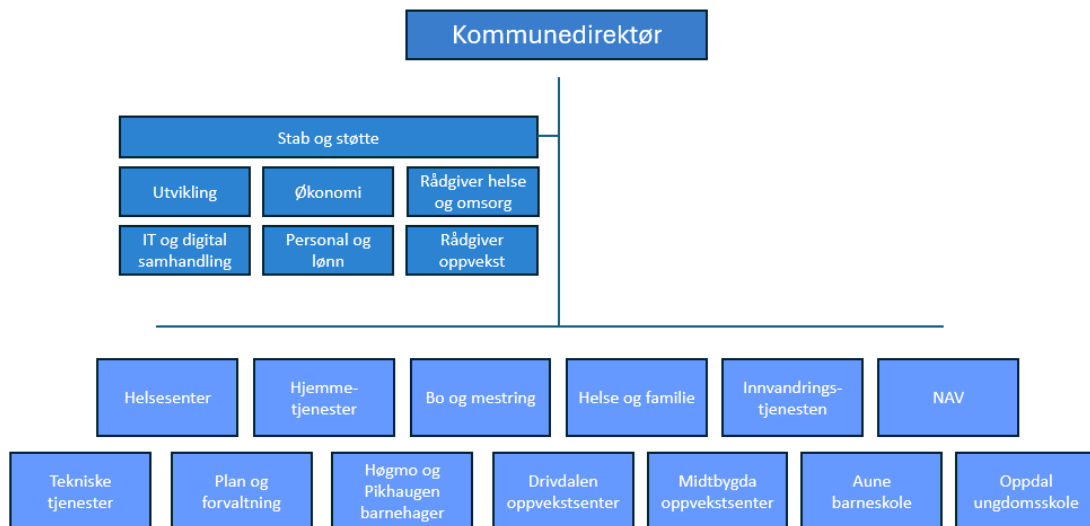 Kommunedirektør
Stab og støtte
Utvikling
Økonomi
Rådgiver helse
og omsorg
IT og digital
samhandling
Personal og
lønn
Rådgiver
oppvekst
Helsesenter
Hjemme-
tjenester
Bo og mestring
Helse og familie
Innvandrings-
tjenesten
NAV
Tekniske
tjenester
Plan og
forvaltning
Høgmo og
Pikhaugen
barnehager
Drivdalen
oppvekstsenter
Midtbygda
oppvekstsenter
Aune
barneskole
Oppdal
ungdomsskole